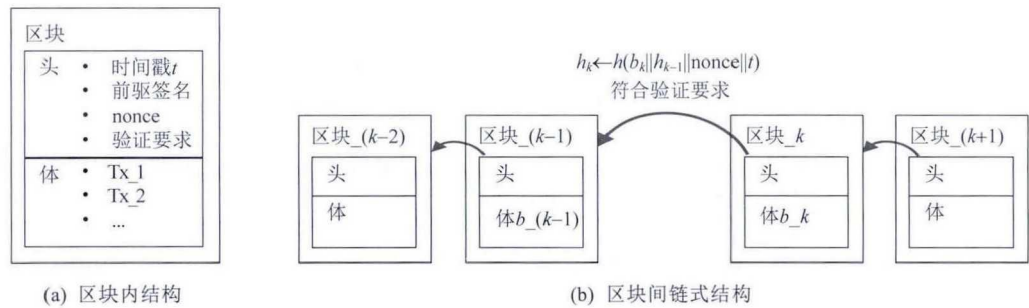 区块
头
• 时间戳t
• 前驱签名
• nonce
• 验证要求
体
• Tx_1
• Tx_2
• ...
(a) 区块内结构
hₖ←h(bₖ||hₖ₋₁||nonce||t)
符合验证要求
区块_(k–2)
头
体
区块_(k–1)
头
体b_(k–1)
区块_k
头
体b_k
区块_(k+1)
头
体
(b) 区块间链式结构